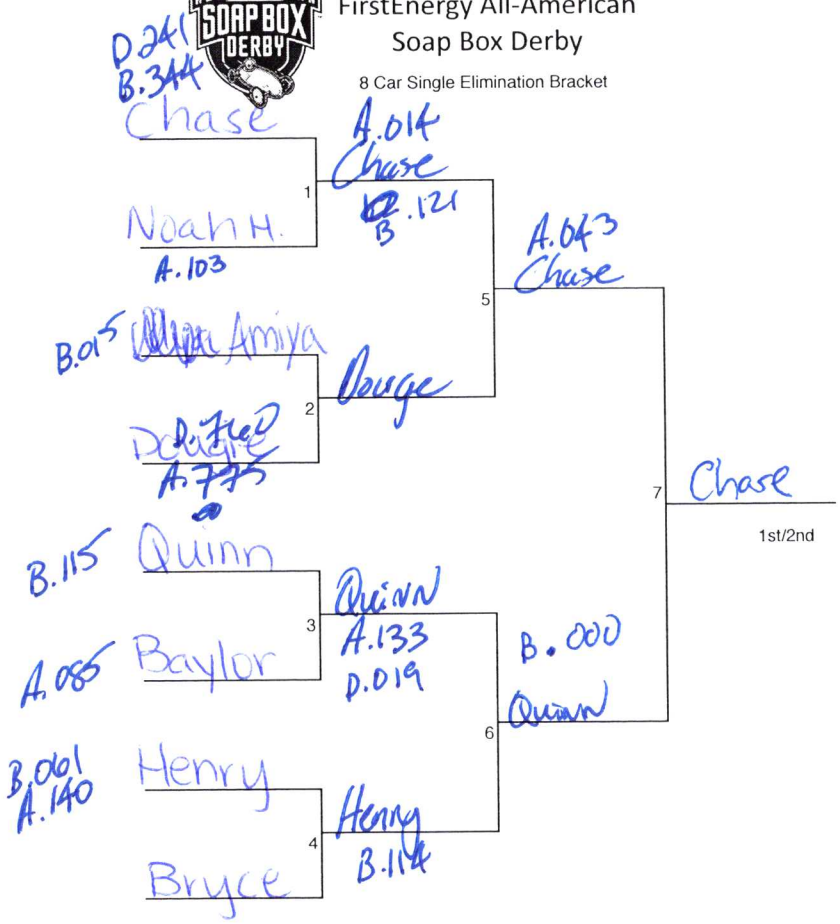 SOAP BOX
DERBY
FirstEnergy All-American
Soap Box Derby
8 Car Single Elimination Bracket
D.241
B.344
Chase
1
A.014
Chase
B .121
Noah H.
A.103
5
A.043
Chase
B.015
Amiya
2
Dougie
Dougie
D.760
A.775
7
Chase
1st/2nd
B.115
Quinn
3
Quinn
A.133
D.019
A.085
Baylor
6
B.000
Quinn
B.061
A.140
Henry
4
Henry
B.114
Bryce